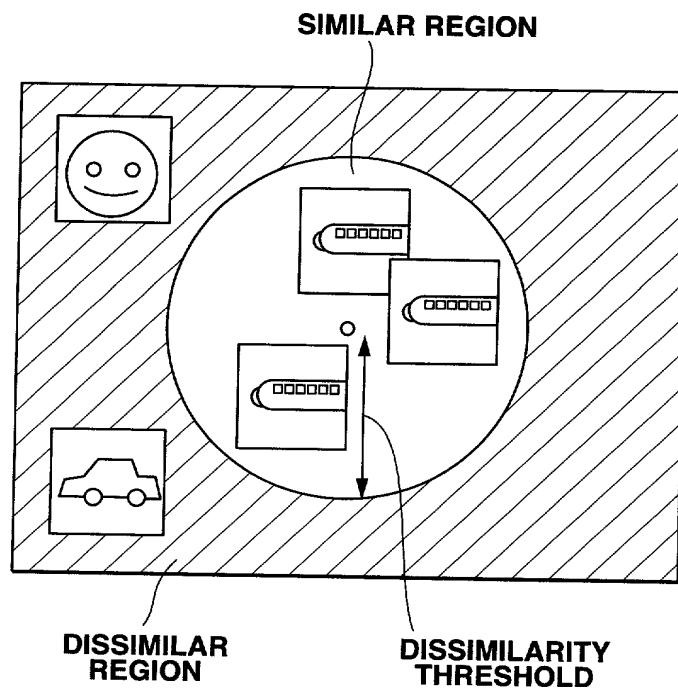 SIMILAR REGION
DISSIMILAR
REGION
DISSIMILARITY
THRESHOLD